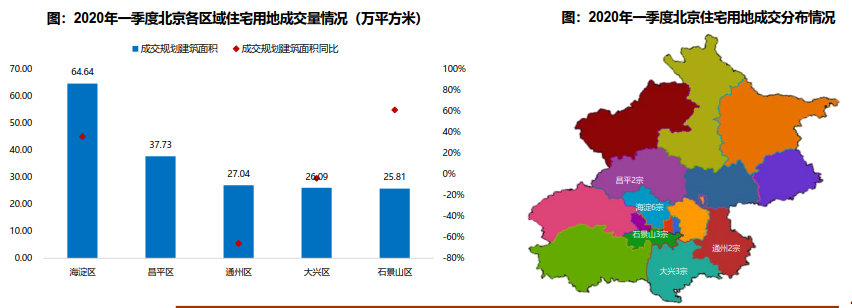 图：2020年一季度北京各区域住宅用地成交量情况（万平方米）
成交规划建筑面积 成交规划建筑面积同比
70.00
60.00
50.00
40.00
30.00
20.00
10.00
0.00
64.64
37.73
27.04
26.09
25.81
100%
80%
60%
40%
20%
0%
-20%
-40%
-60%
-80%
海淀区 昌平区 通州区 大兴区 石景山区
图：2020年一季度北京住宅用地成交分布情况
昌平2宗
海淀6宗
石景山3宗
通州2宗
大兴3宗